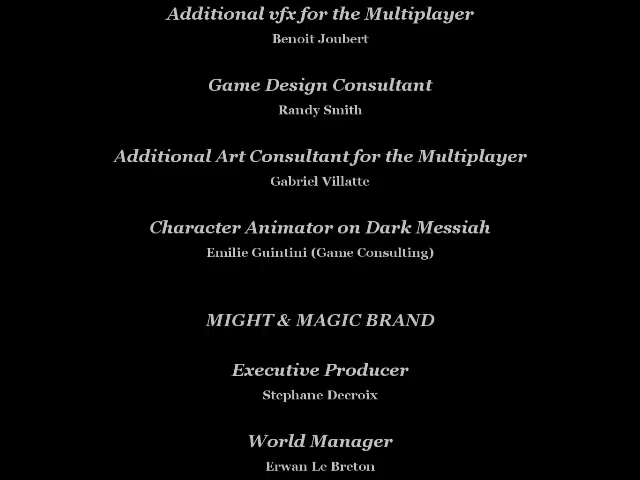 Additional vfx for the Multiplayer
Benoit Joubert
Game Design Consultant
Randy Smith
Additional Art Consultant for the Multiplayer
Gabriel Villatte
Character Animator on Dark Messiah
Emilie Guintini (Game Consulting)
MIGHT & MAGIC BRAND
Executive Producer
Stephane Decroix
World Manager
Erwan Le Breton